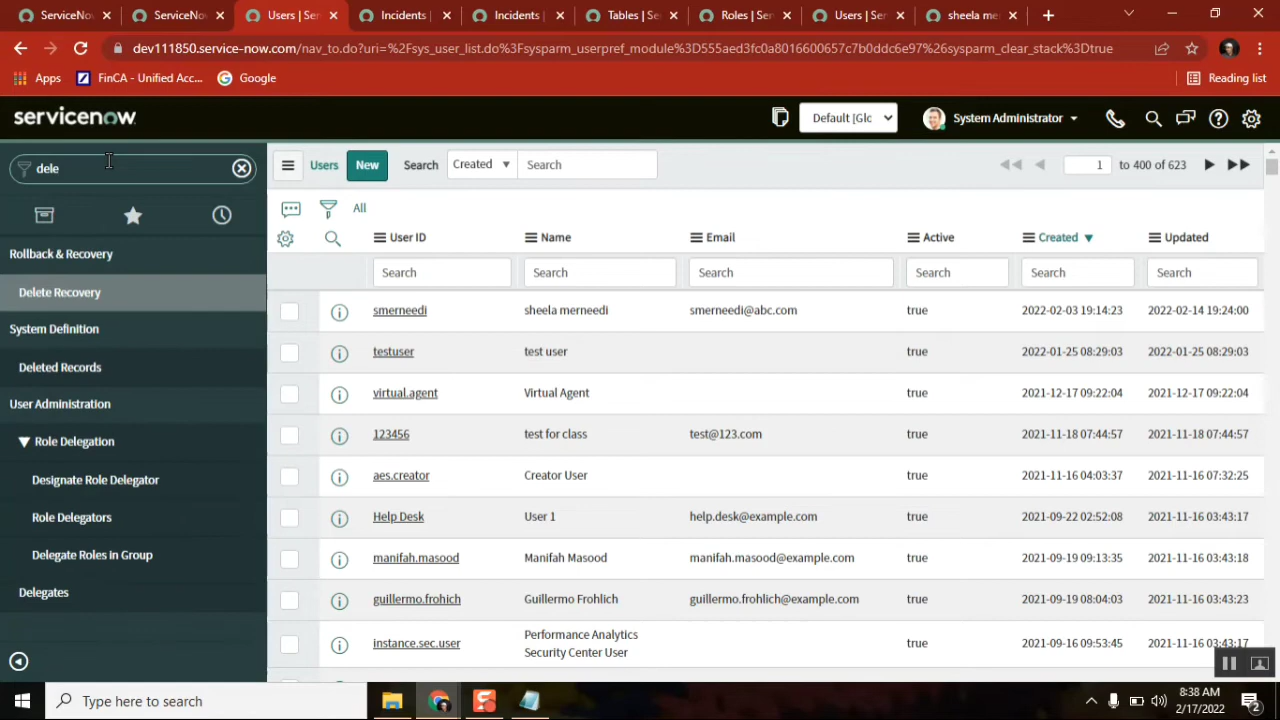 ServiceNo
ServiceNo
Users | Ser
Incidents |
Incidents |
Tables | Se
Roles | Se
Users | Se
sheela me
dev111850.service-now.com/nav_to.do?uri=%2Fsys_user_list.do%3Fsysparm_userpref_module%3D555aed3fc0a8016600657c7b0ddc6e97%26sysparm_clear_stack%3Dtrue
Apps FinCA - Unified Acc... Google Reading list
servicenow Default [Glc System Administrator
dele
Users New Search Created Search 1 to 400 of 623
All
User ID Name Email Active Created Updated
Search Search Search Search Search Search
Rollback & Recovery
Delete Recovery
System Definition
Deleted Records
User Administration
Role Delegation
Designate Role Delegator
Role Delegators
Delegate Roles in Group
Delegates
smerneedi sheela merneedi smerneedi@abc.com true 2022-02-03 19:14:23 2022-02-14 19:24:00
testuser test user true 2022-01-25 08:29:03 2022-01-25 08:29:03
virtual.agent Virtual Agent true 2021-12-17 09:22:04 2021-12-17 09:22:04
123456 test for class test@123.com true 2021-11-18 07:44:57 2021-11-18 07:44:57
aes.creator Creator User true 2021-11-16 04:03:37 2021-11-16 07:32:25
Help Desk User 1 help.desk@example.com true 2021-09-22 02:52:08 2021-11-16 03:43:17
manifah.masood Manifah Masood manifah.masood@example.com true 2021-09-19 09:13:35 2021-11-16 03:43:18
guillermo.frohich Guillermo Frohlich guillermo.frohlich@example.com true 2021-09-19 08:04:03 2021-11-16 03:43:23
instance.sec.user Performance Analytics Security Center User true 2021-09-16 09:53:45 2021-11-16 03:43:17
Type here to search
8:38 AM
2/17/2022
2